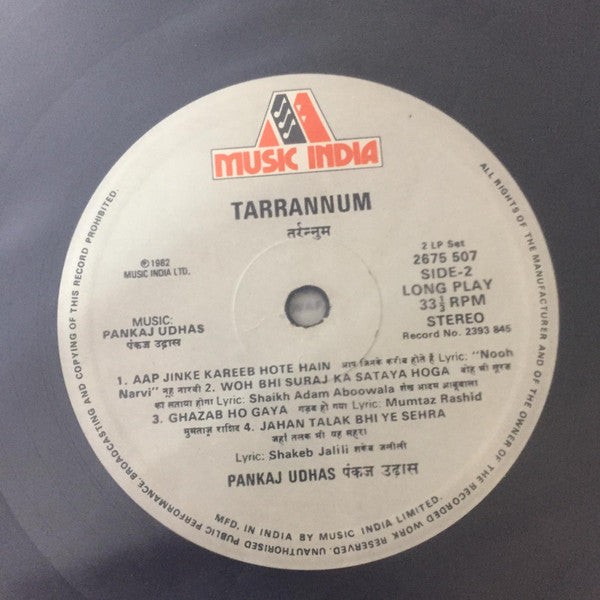 MUSIC INDIA
TARRANNUM
तर्रन्नुम
℗1982
MUSIC INDIA LTD.
2 LP Set
2675 507
SIDE-2
LONG PLAY
33⅓ RPM
STEREO
Record No. 2393 845
MUSIC:
PANKAJ UDHAS
पंकज उद्हास
1. AAP JINKE KAREEB HOTE HAIN आप जिनके करीब होते हैं Lyric: "Nooh
Narvi" नूह नारवी 2. WOH BHI SURAJ KA SATAYA HOGA वोह भी सूरज
का सताया होगा Lyric: Shaikh Adam Aboowala शेख आदम आबूवाला
3. GHAZAB HO GAYA गज़ब हो गया Lyric: Mumtaz Rashid
मुमताज़ राशिद 4. JAHAN TALAK BHI YE SEHRA
जहां तलक भी यह सहरा
Lyric: Shakeb Jalili शकेब जलीली
PANKAJ UDHAS पंकज उद्हास
MFD. IN INDIA BY MUSIC INDIA LIMITED.
ALL RIGHTS OF THE MANUFACTURER AND OF THE OWNER OF THE RECORDED WORK RESERVED. UNAUTHORISED PUBLIC PERFORMANCE, BROADCASTING AND COPYING OF THIS RECORD PROHIBITED.